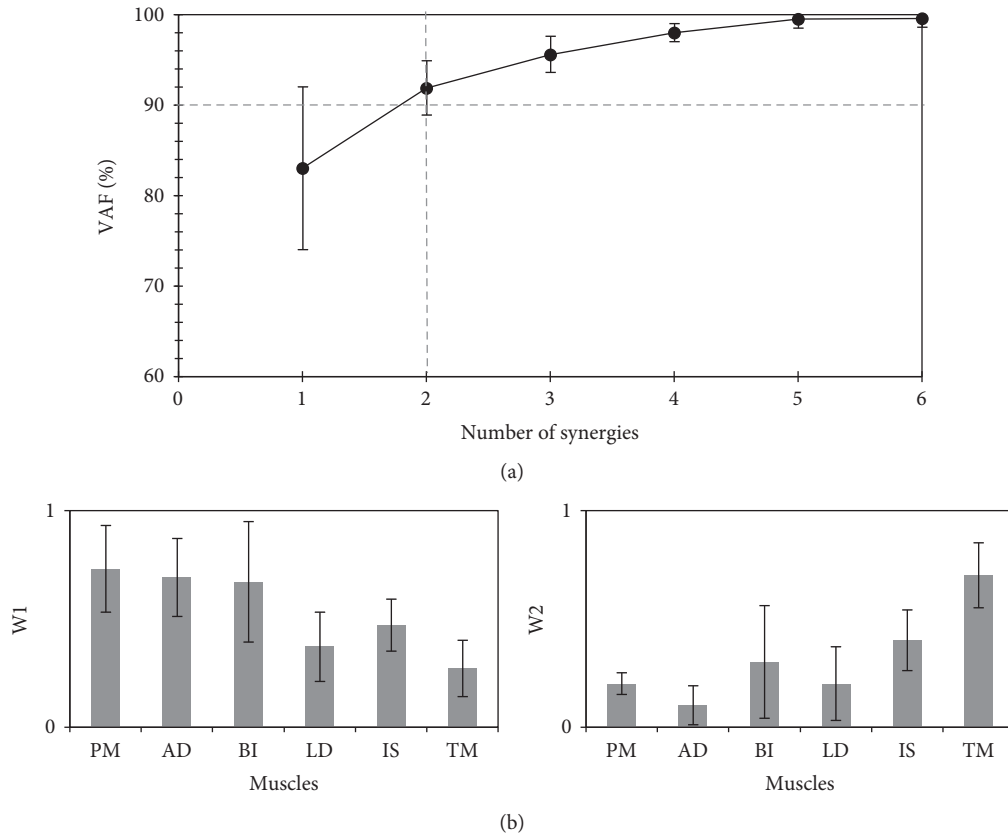 100
90
80
70
60
VAF (%)
0 1 2 3 4 5 6
Number of synergies
(a)
1
0
W1
PM AD BI LD IS TM
Muscles
1
0
W2
PM AD BI LD IS TM
Muscles
(b)